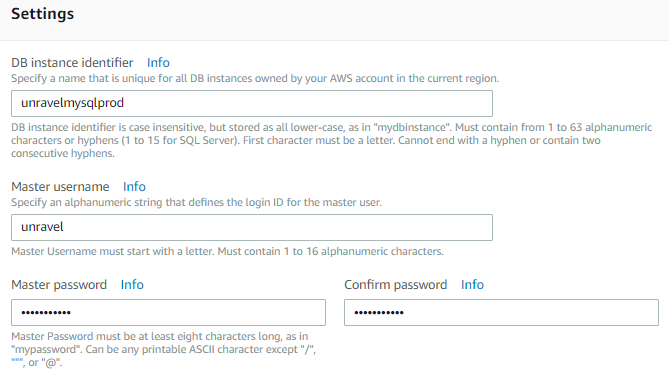 Settings
DB instance identifier Info
Specify a name that is unique for all DB instances owned by your AWS account in the current region.
unravelmysqlprod
DB instance identifier is case insensitive, but stored as all lower-case, as in "mydbinstance". Must contain from 1 to 63 alphanumeric
characters or hyphens (1 to 15 for SQL Server). First character must be a letter. Cannot end with a hyphen or contain two
consecutive hyphens.
Master username Info
Specify an alphanumeric string that defines the login ID for the master user.
unravel
Master Username must start with a letter. Must contain 1 to 16 alphanumeric characters.
Master password Info
Confirm password Info
•••••••••••
•••••••••••
Master Password must be at least eight characters long, as in
"mypassword". Can be any printable ASCII character except "/",
""", or "@".